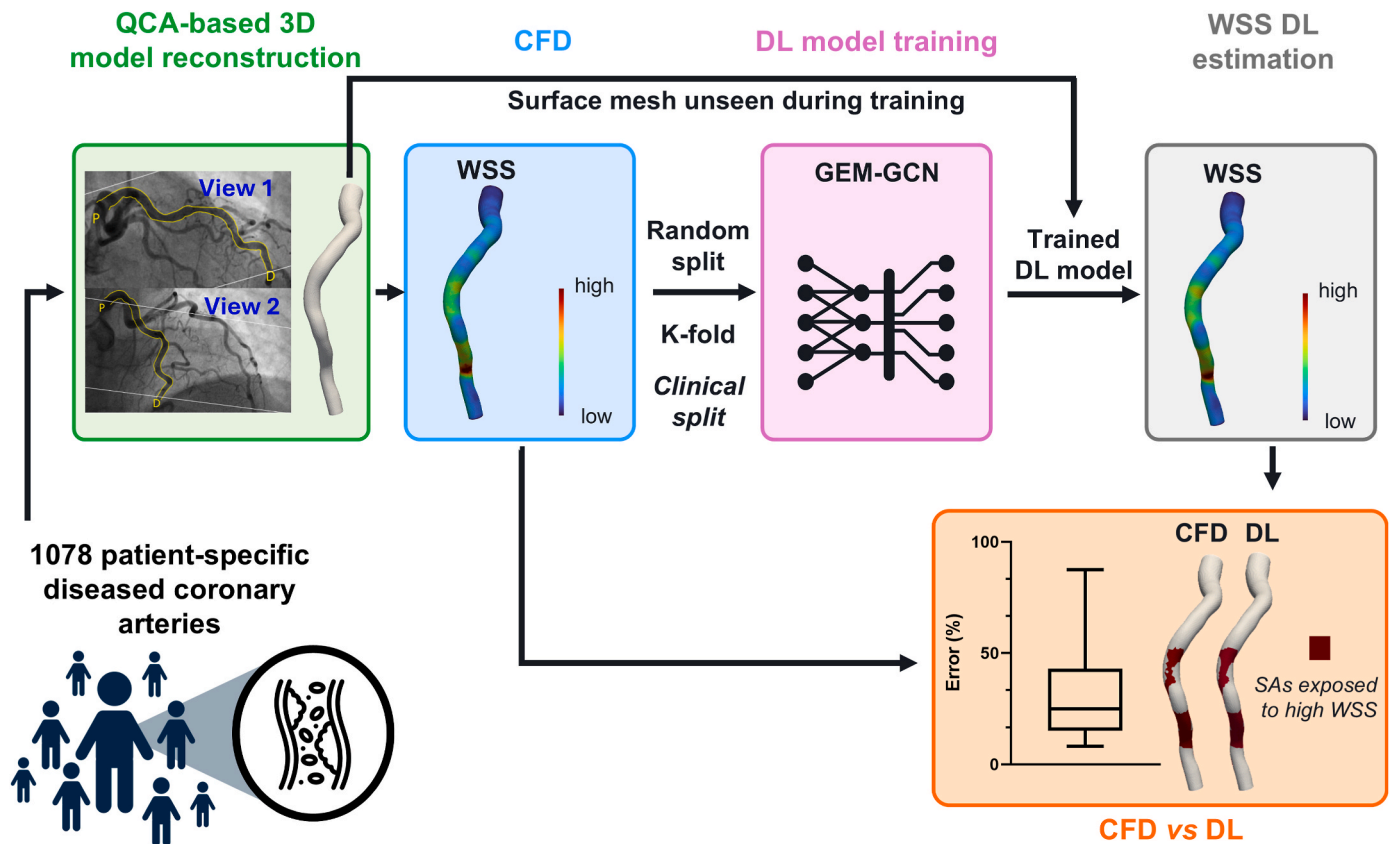 QCA-based 3D
model reconstruction
CFD
DL model training
WSS DL
estimation
Surface mesh unseen during training
View 1
P
D
View 2
P
D
WSS
high
low
Random
split
K-fold
Clinical
split
GEM-GCN
Trained
DL model
WSS
high
low
1078 patient-specific
diseased coronary
arteries
CFD DL
Error (%)
100
50
0
SAs exposed
to high WSS
CFD vs DL